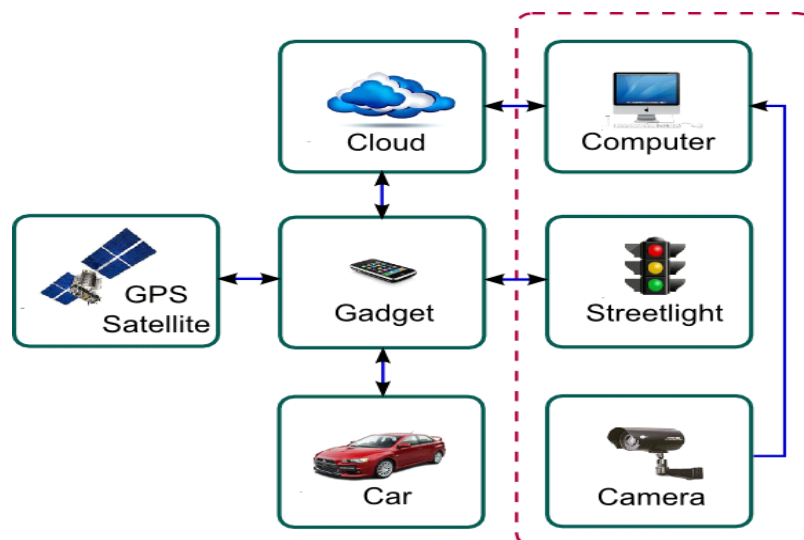 Cloud
Computer
GPS
Satellite
Gadget
Streetlight
Car
Camera